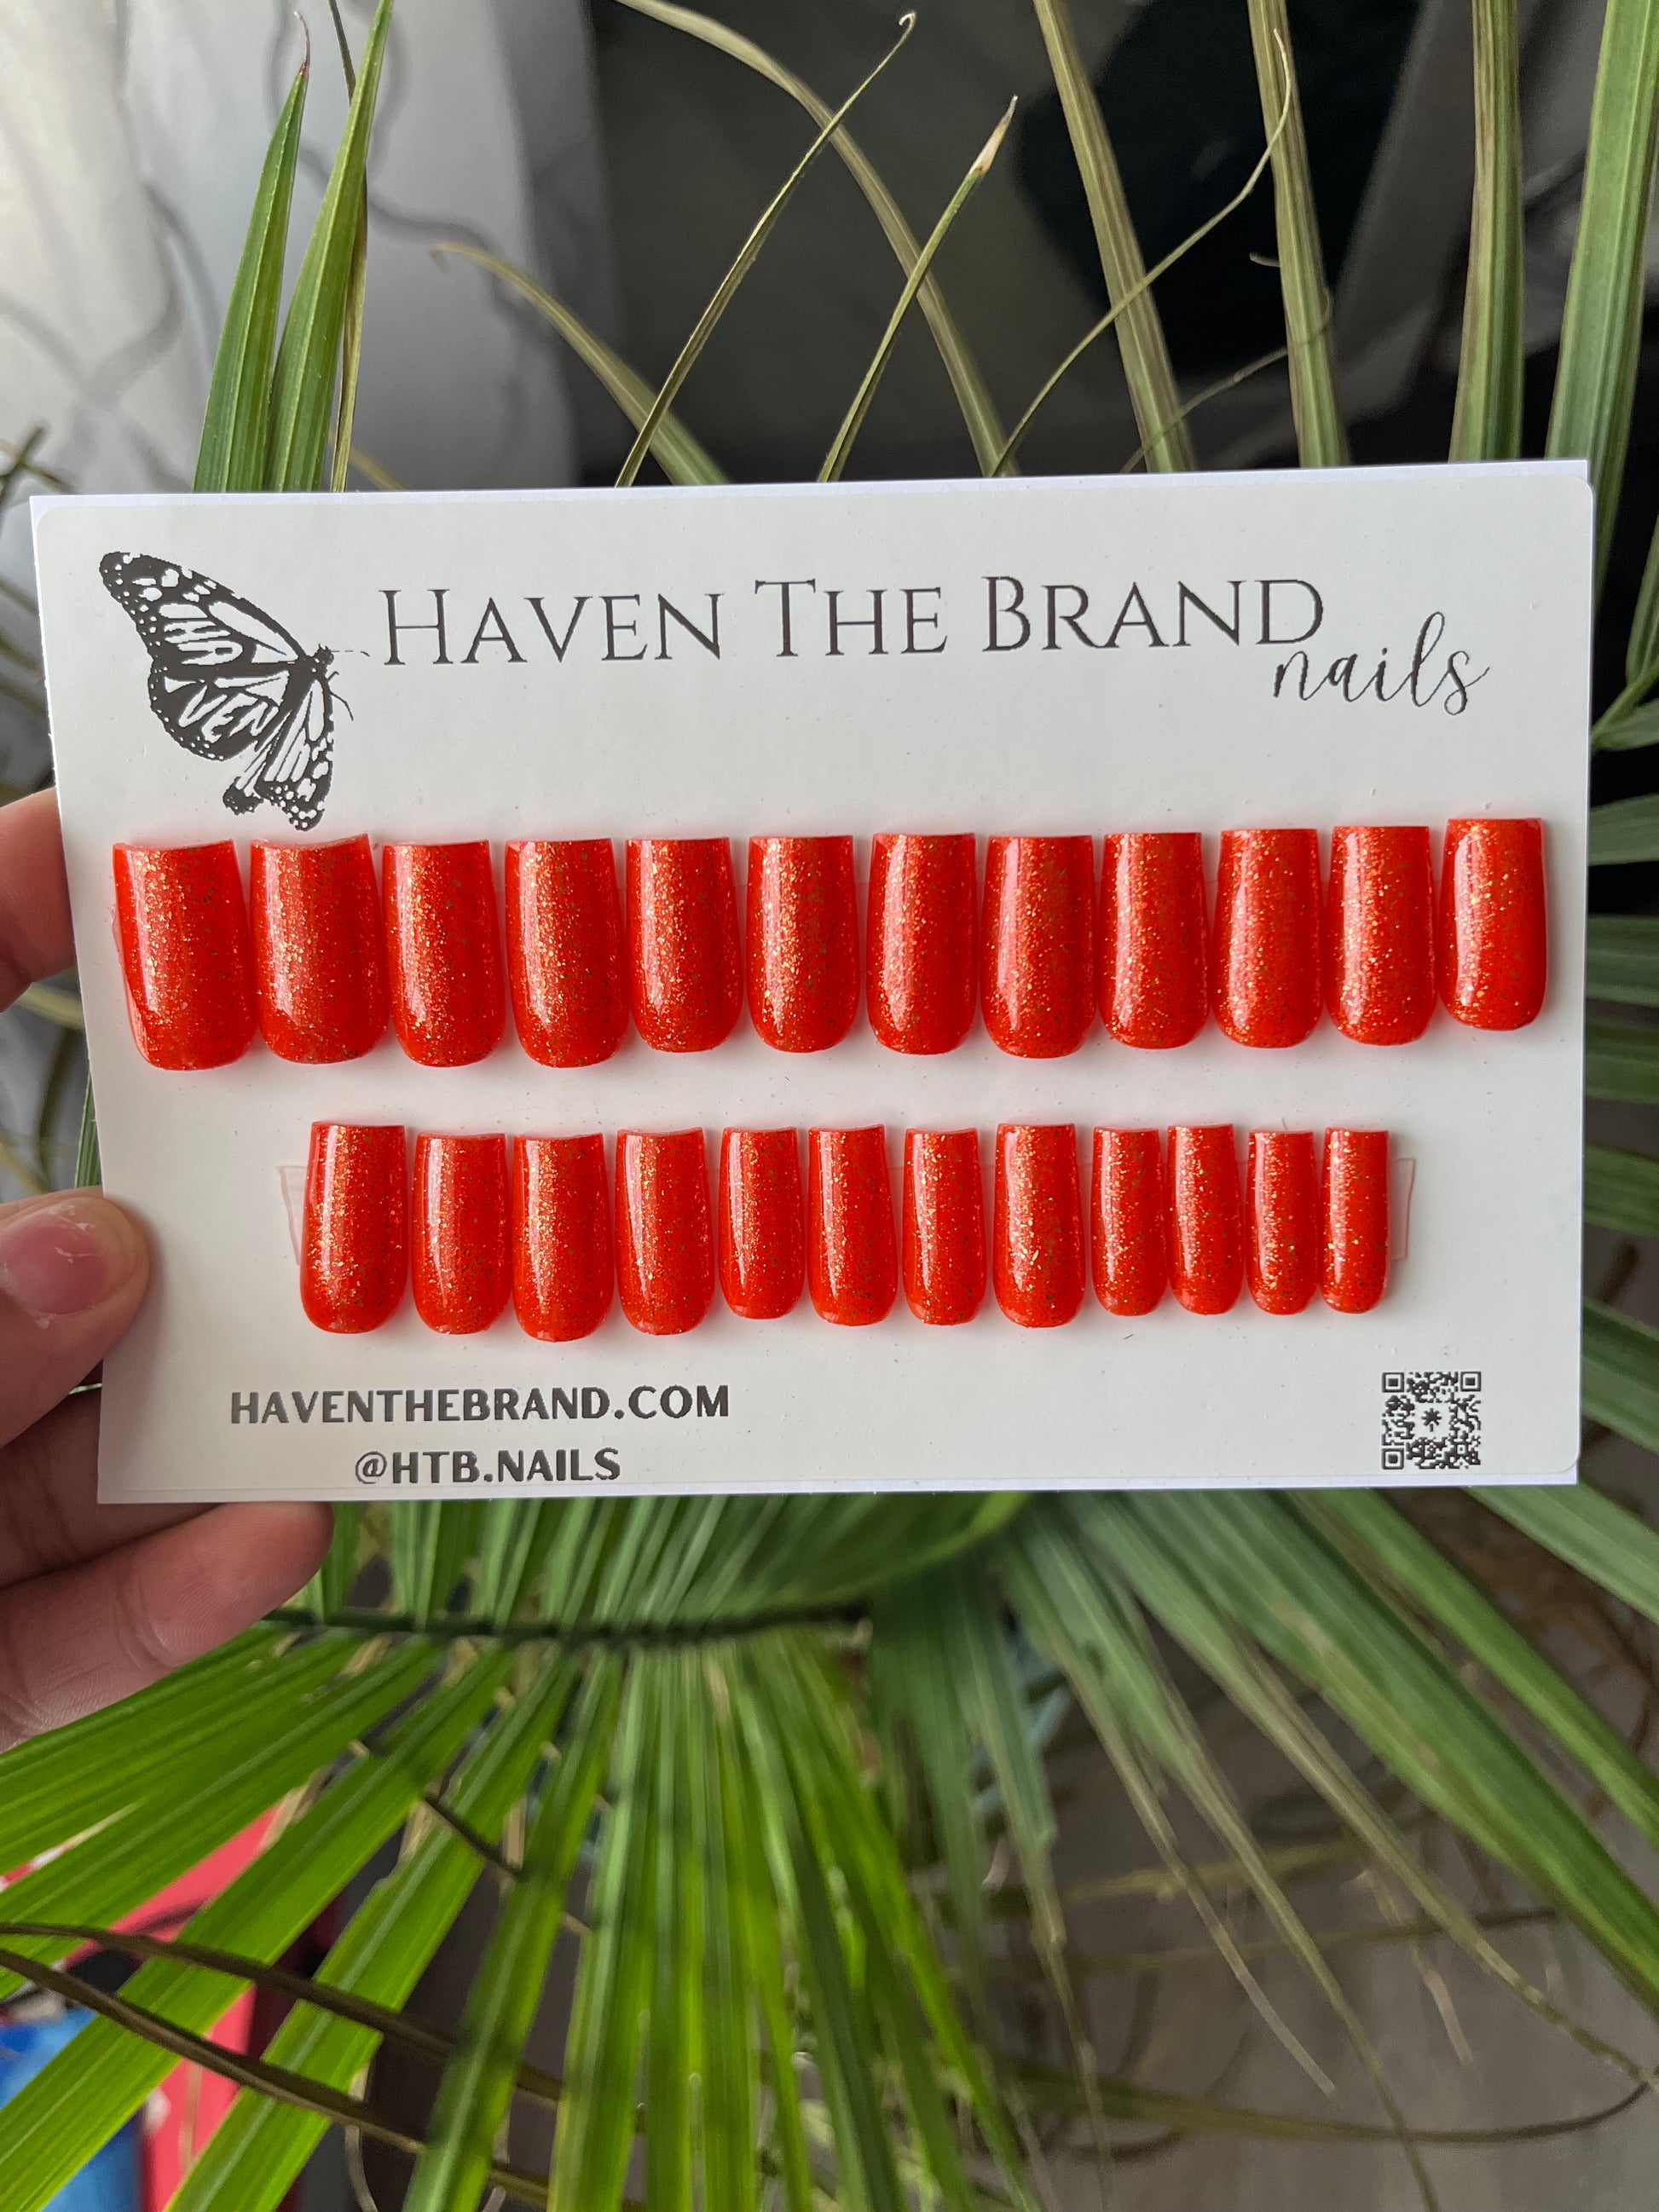 HAVEN THE BRAND
nails
HAVENTHEBRAND.COM
@HTB.NAILS